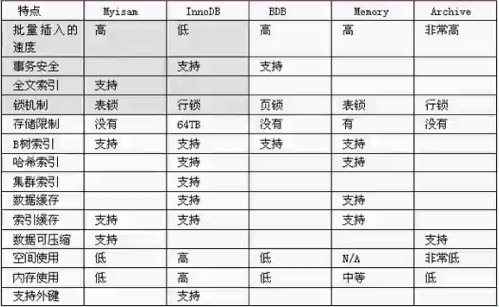 特点 Myisam InnoDB BDB Memory Archive
批量插入的 高 低 高 高 非常高
速度
事务安全 支持 支持
全文索引 支持
锁机制 表锁 行锁 页锁 表锁 行锁
存储限制 没有 64TB 没有 有 没有
B树索引 支持 支持 支持 支持
哈希索引 支持 支持
集群索引 支持
数据缓存 支持 支持
索引缓存 支持 支持 支持
数据可压缩 支持 支持
空间使用 低 高 低 N/A 非常低
内存使用 低 高 低 中等 低
支持外键 支持